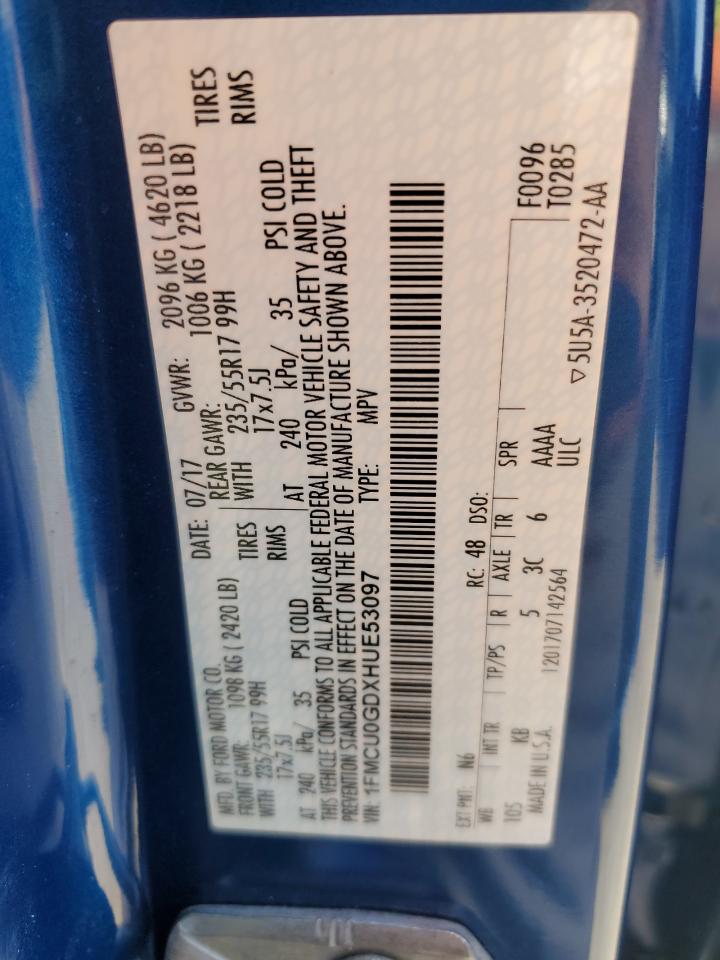 MFD. BY FORD MOTOR CO. DATE: 07/17 GVWR: 2096 KG ( 4620 LB)
FRONT GAWR: 1098 KG ( 2420 LB) REAR GAWR: 1006 KG ( 2218 LB)
WITH 235/55R17 99H TIRES WITH 235/55R17 99H TIRES
17x7.5J RIMS 17x7.5J RIMS
AT 240 kPa/ 35 PSI COLD AT 240 kPa/ 35 PSI COLD
THIS VEHICLE CONFORMS TO ALL APPLICABLE FEDERAL MOTOR VEHICLE SAFETY AND THEFT
PREVENTION STANDARDS IN EFFECT ON THE DATE OF MANUFACTURE SHOWN ABOVE.
VIN: 1FMCU0GDXHUE53097 TYPE: MPV
EXT PNT: N6 RC: 48 DSO:
WB INT TR TP/PS R AXLE TR SPR F0096
105 KB 5 3C 6 AAAA T0285
MADE IN U.S.A. 1201707142564 ULC
▽5U5A-3520472-AA